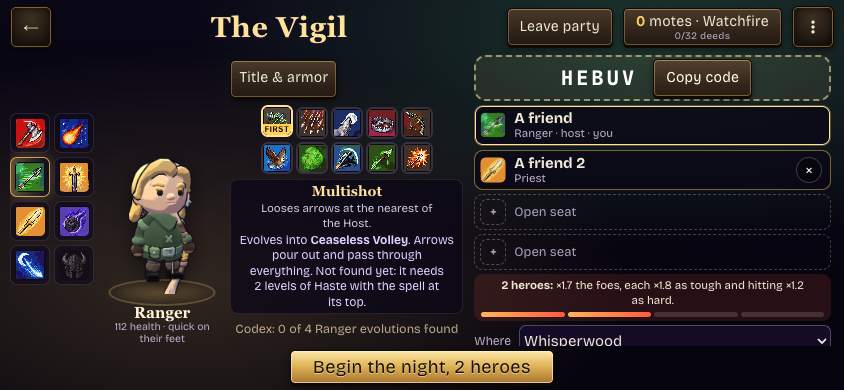 ←
The Vigil
Leave party
0 motes · Watchfire
0/32 deeds
Title & armor
HEBUV
Copy code
FIRST
A friend
Ranger · host · you
A friend 2
Priest
×
+ Open seat
+ Open seat
Multishot
Looses arrows at the nearest of
the Host.
Evolves into Ceaseless Volley. Arrows
pour out and pass through
everything. Not found yet: it needs
2 levels of Haste with the spell at
its top.
Ranger
112 health · quick on
their feet
Codex: 0 of 4 Ranger evolutions found
2 heroes: ×1.7 the foes, each ×1.8 as tough and hitting ×1.2
as hard.
Where Whisperwood
Begin the night, 2 heroes